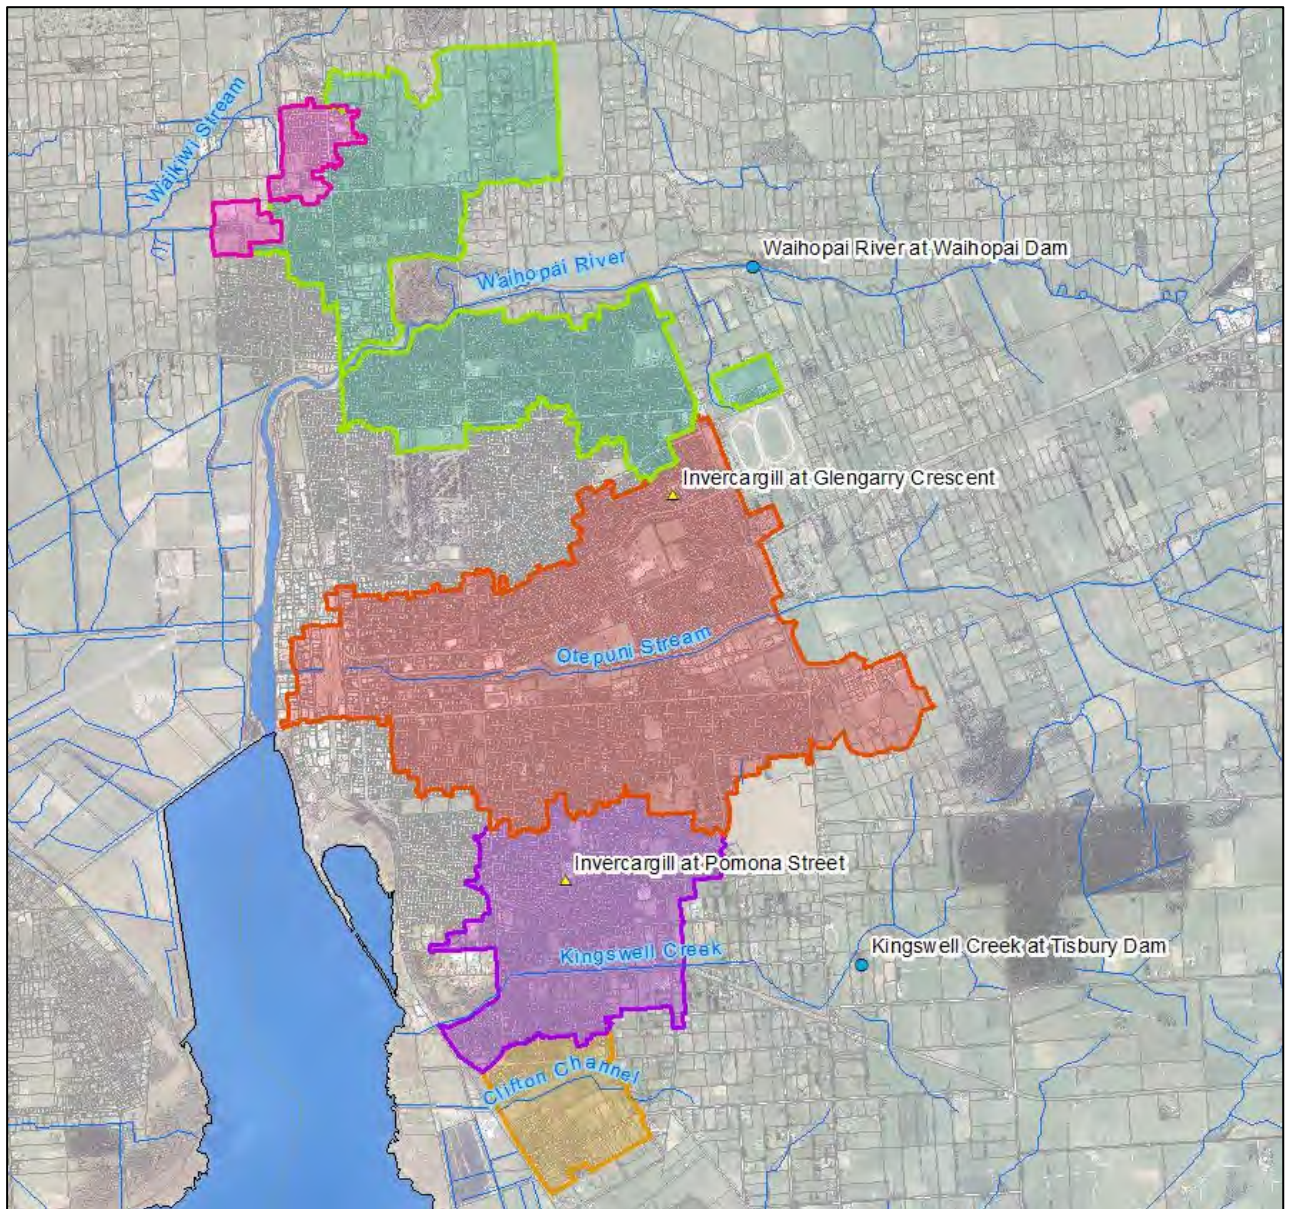 Waikiwi Stream
Waihopai River at Waihopai Dam
Waihopai River
Invercargill at Glengarry Crescent
Otepuni Stream
Invercargill at Pomona Street
Kingswell Creek at Tisbury Dam
Kingswell Creek
Clifton Channel